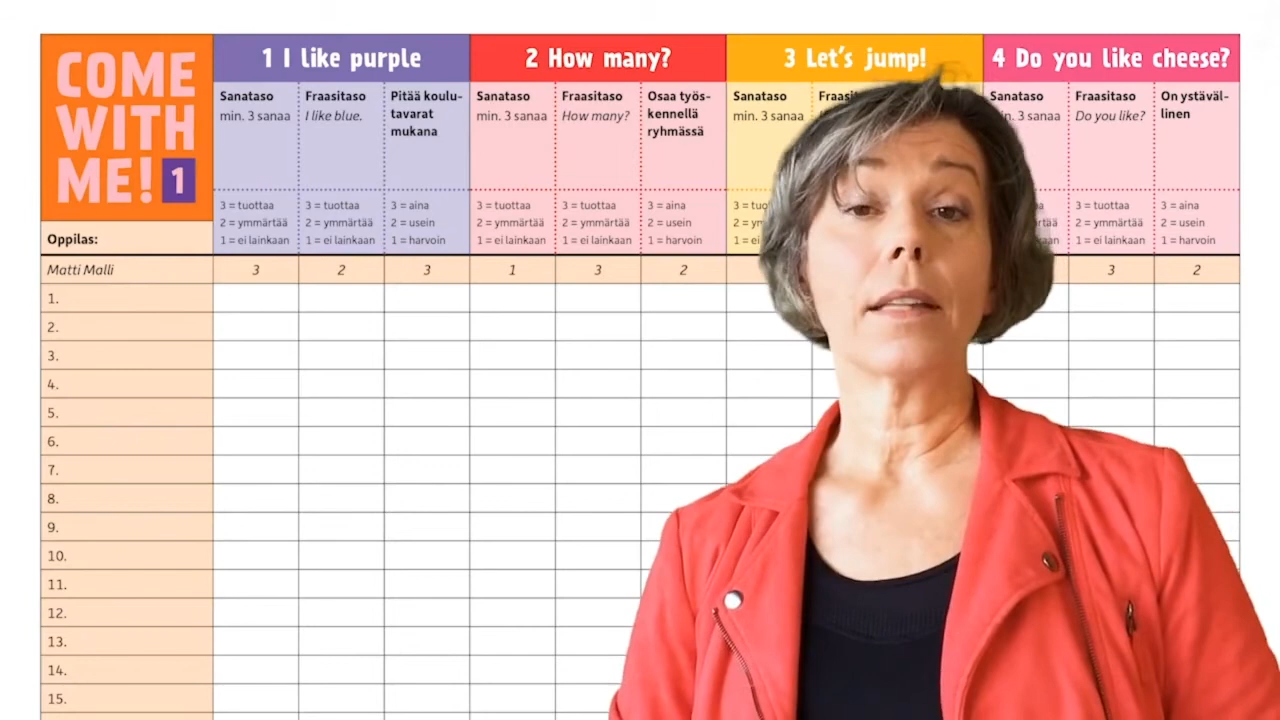 COME
WITH
ME! 1
1 I like purple
2 How many?
3 Let's jump!
4 Do you like cheese?
Sanataso
min. 3 sanaa
Fraasitaso
I like blue.
Pitää koulu-
tavarat
mukana
Sanataso
min. 3 sanaa
Fraasitaso
How many?
Osaa työs-
kennellä
ryhmässä
Sanataso
min. 3 sanaa
Sanataso
3 sanaa
Fraasitaso
Do you like?
On ystäväl-
linen
3 = tuottaa
2 = ymmärtää
1 = ei lainkaan
3 = tuottaa
2 = ymmärtää
1 = ei lainkaan
3 = aina
2 = usein
1 = harvoin
3 = tuottaa
2 = ymmärtää
1 = ei lainkaan
3 = tuottaa
2 = ymmärtää
1 = ei lainkaan
3 = aina
2 = usein
1 = harvoin
3 = tuottaa
2 = ymmärtää
1 = ei lainkaan
3 = aina
2 = usein
1 = harvoin
Oppilas:
Matti Malli 3 2 3 1 3 2 3 2
1.
2.
3.
4.
5.
6.
7.
8.
9.
10.
11.
12.
13.
14.
15.